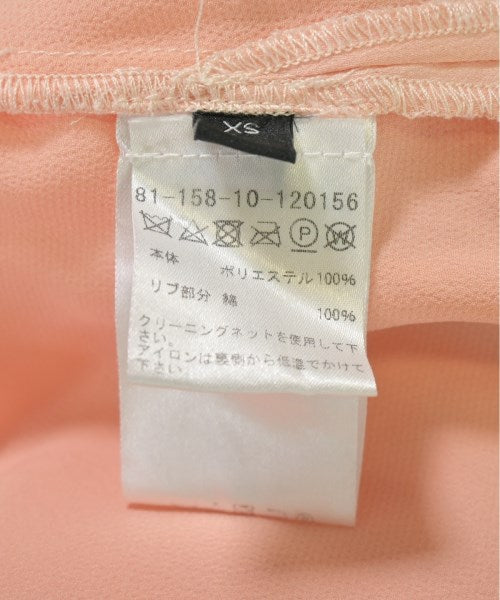 XS
81-158-10-120156
P W
本体 ポリエステル100%
リブ部分 綿 100%
クリーニングネットを使用して下
さい。
アイロンは裏側から低温でかけて
下さい。